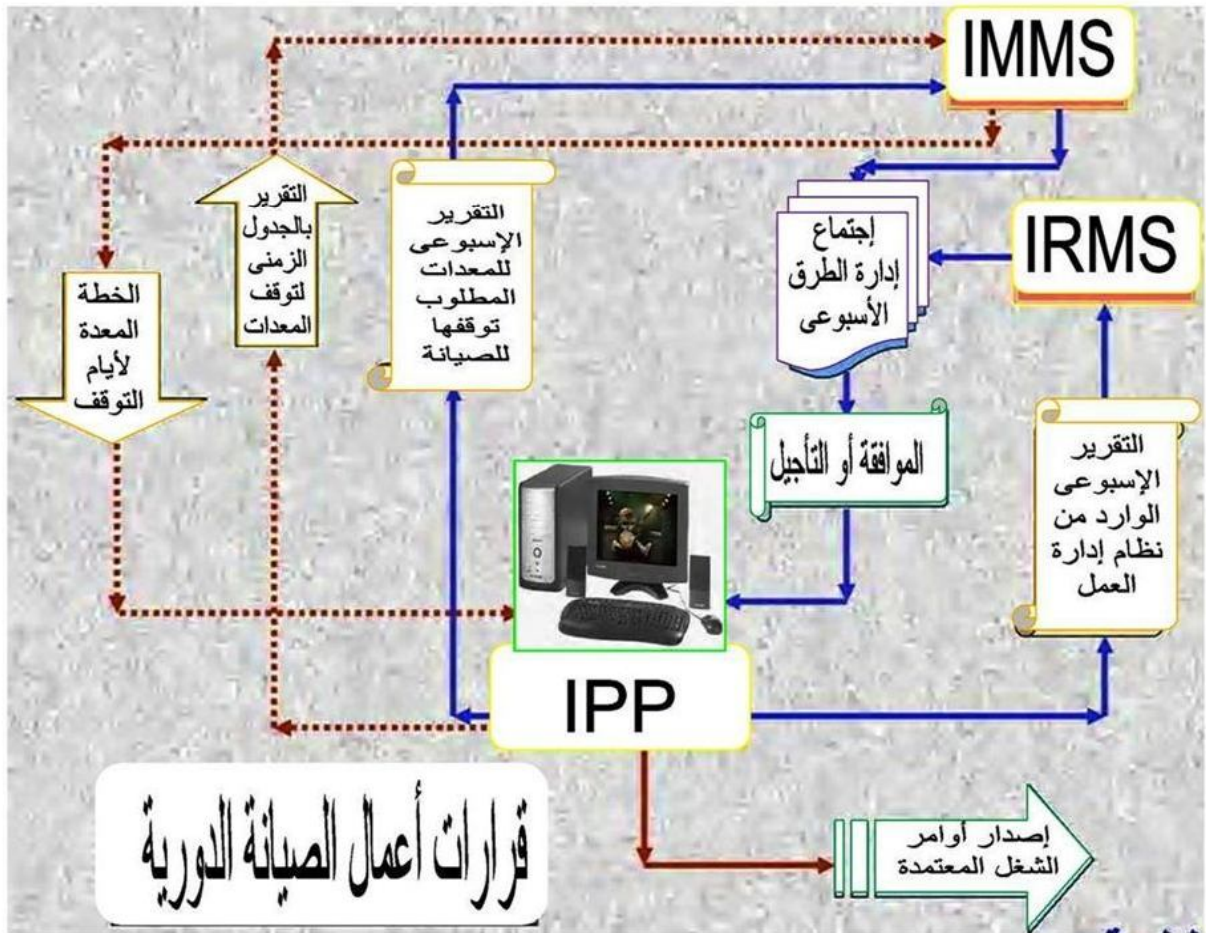 IMMS
التقرير
بالجدول
الزمنى
لتوقف
المعدات
التقرير
الإسبوعى
للمعدات
المطلوب
توقفها
للصيانة
إجتماع
إدارة الطرق
الأسبوعى
IRMS
الخطة
المعدة
لأيام
التوقف
الموافقة أو التأجيل
التقرير
الإسبوعى
الوارد من
نظام إدارة
العمل
IPP
قرارات أعمال الصيانة الدورية
إصدار أوامر
الشغل المعتمدة